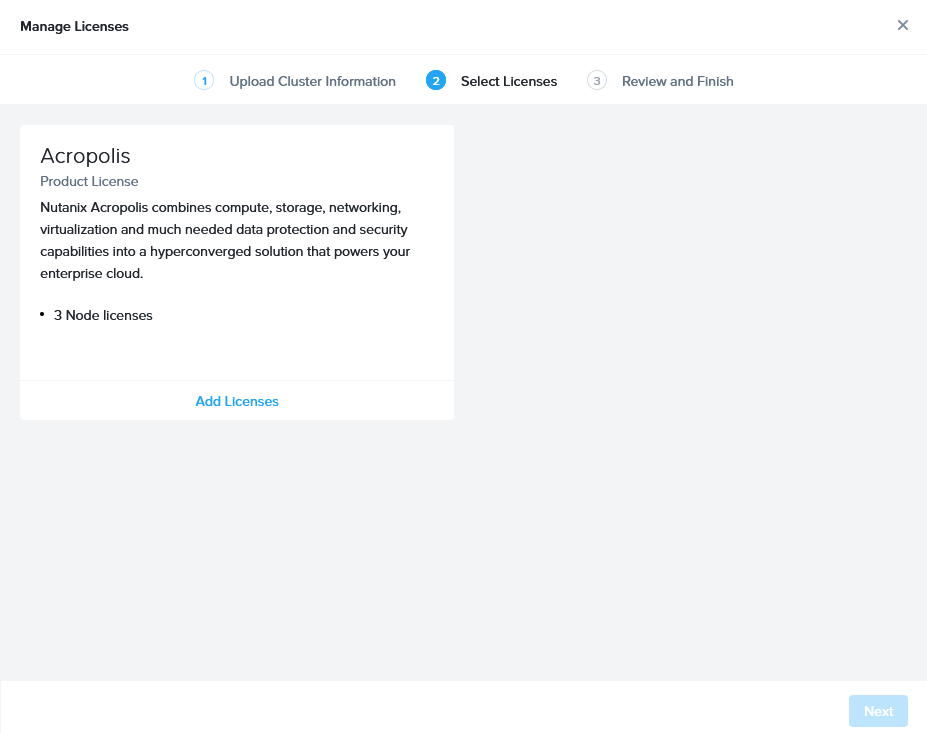 Manage Licenses
1 Upload Cluster Information 2 Select Licenses 3 Review and Finish
Acropolis
Product License
Nutanix Acropolis combines compute, storage, networking,
virtualization and much needed data protection and security
capabilities into a hyperconverged solution that powers your
enterprise cloud.
• 3 Node licenses
Add Licenses
Next